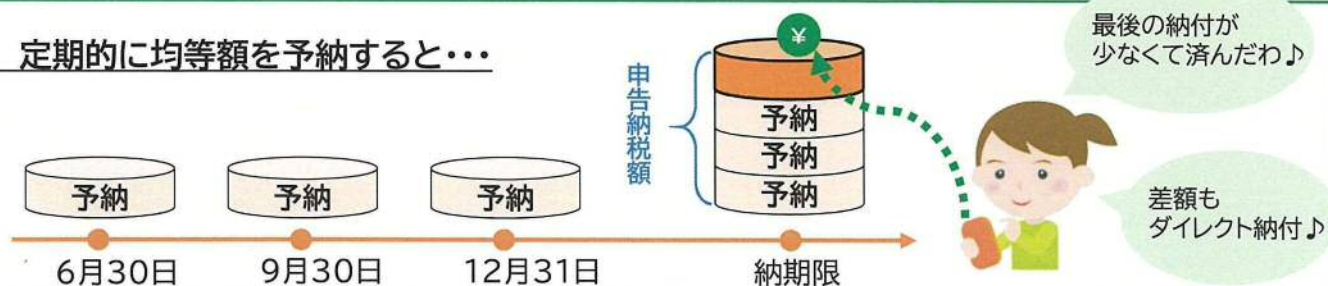 定期的に均等額を予納すると・・・
最後の納付が
少なくて済んだわ♪
¥
申告納税額
予納
予納
予納
予納
予納
予納
差額も
ダイレクト納付♪
6月30日
9月30日
12月31日
納期限